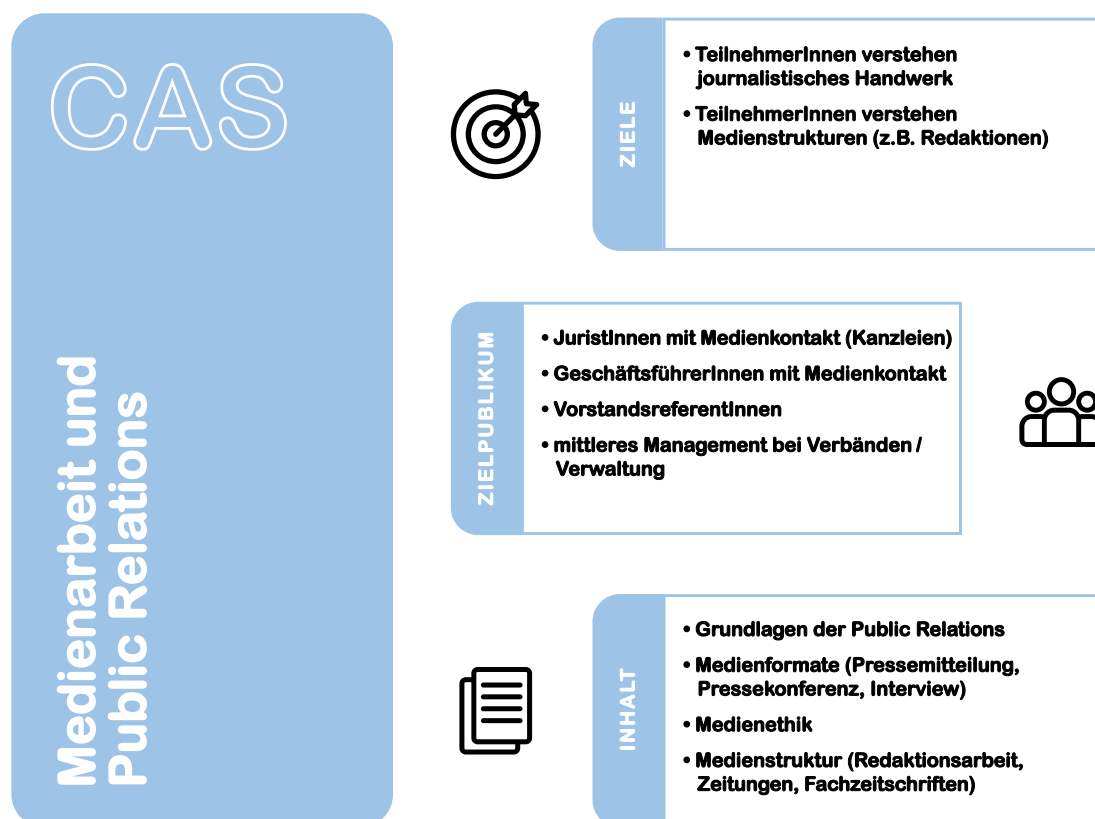 CAS
Medienarbeit und
Public Relations
ZIELE
• TeilnehmerInnen verstehen
journalistisches Handwerk
• TeilnehmerInnen verstehen
Medienstrukturen (z.B. Redaktionen)
ZIELPUBLIKUM
• JuristInnen mit Medienkontakt (Kanzleien)
• GeschäftsführerInnen mit Medienkontakt
• VorstandsreferentInnen
• mittleres Management bei Verbänden /
Verwaltung
INHALT
• Grundlagen der Public Relations
• Medienformate (Pressemitteilung,
Pressekonferenz, Interview)
• Medienethik
• Medienstruktur (Redaktionsarbeit,
Zeitungen, Fachzeitschriften)